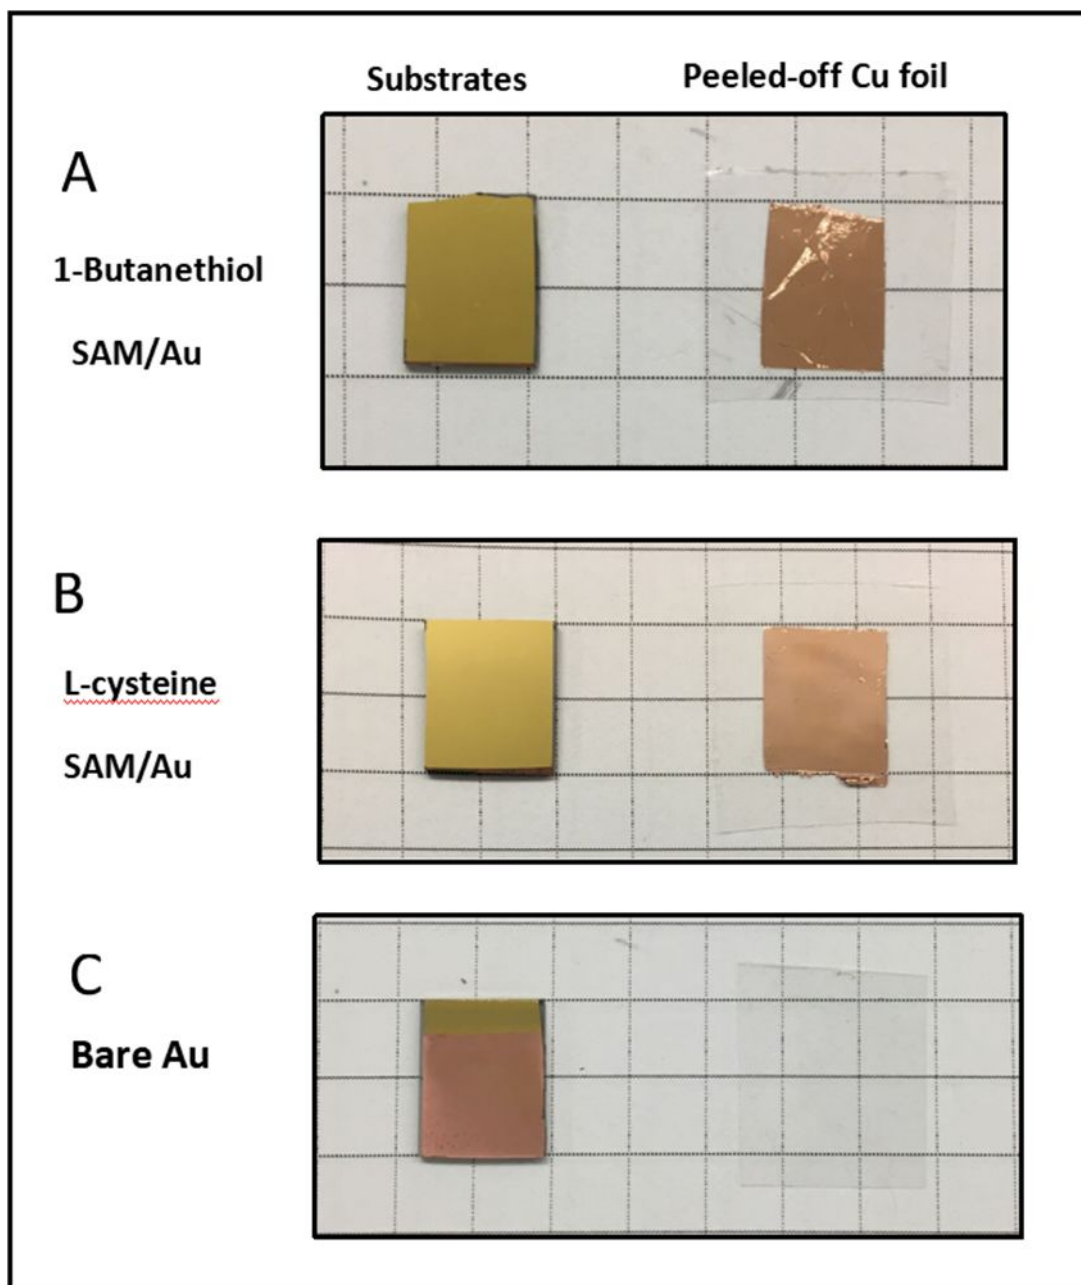 Substrates Peeled-off Cu foil
A
1-Butanethiol
SAM/Au
B
L-cysteine
SAM/Au
C
Bare Au